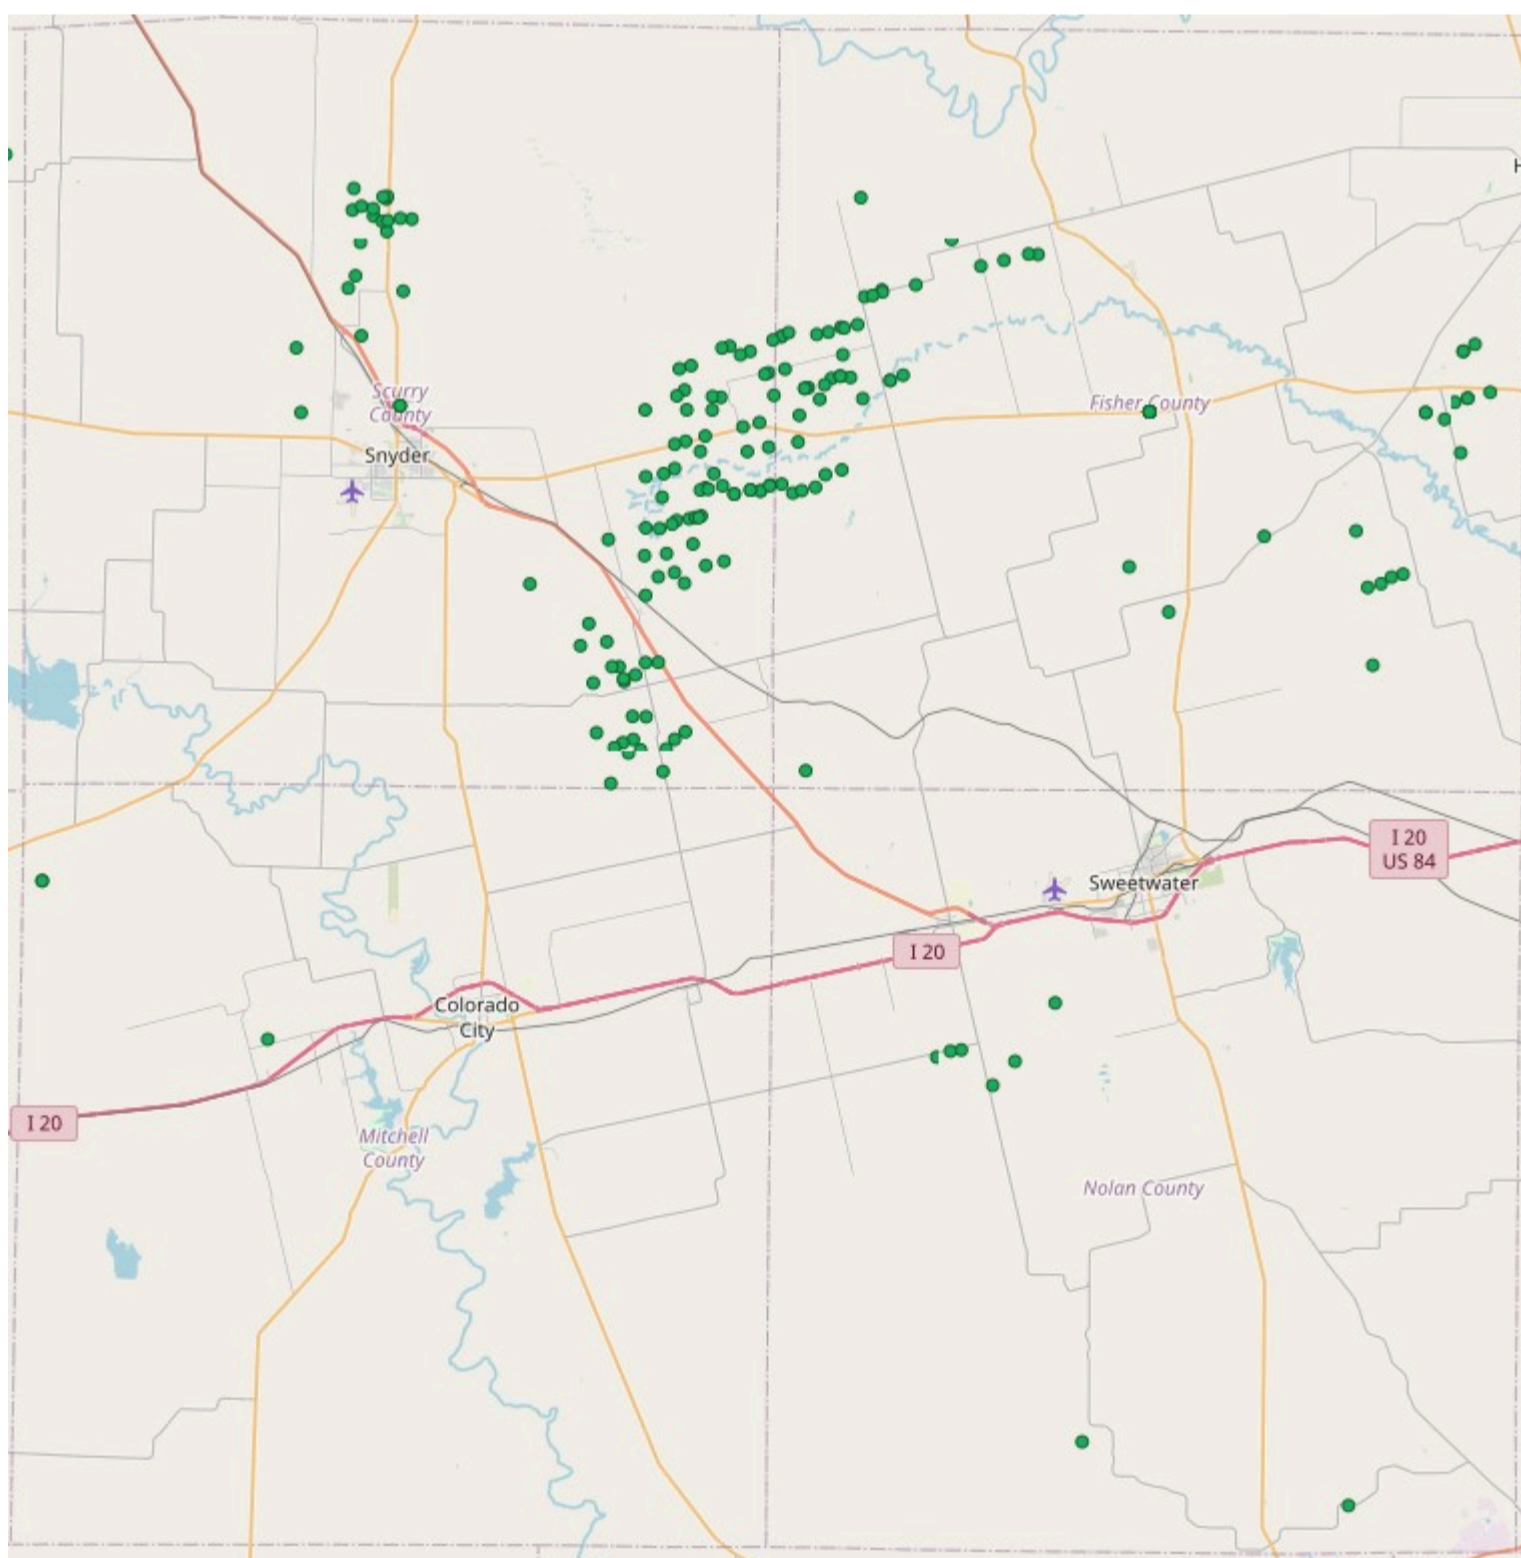 H
Scurry
County
Fisher County
Snyder
I 20
US 84
Sweetwater
I 20
Colorado
City
I 20
Mitchell
County
Nolan County